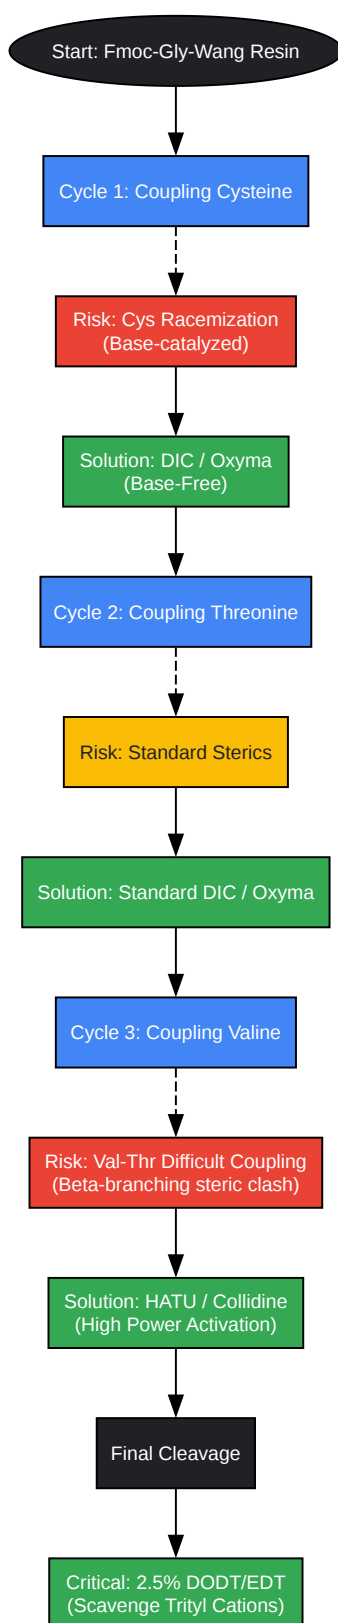 Start: Fmoc-Gly-Wang Resin
Cycle 1: Coupling Cysteine
Risk: Cys Racemization
(Base-catalyzed)
Solution: DIC / Oxyma
(Base-Free)
Cycle 2: Coupling Threonine
Risk: Standard Sterics
Solution: Standard DIC / Oxyma
Cycle 3: Coupling Valine
Risk: Val-Thr Difficult Coupling
(Beta-branching steric clash)
Solution: HATU / Collidine
(High Power Activation)
Final Cleavage
Critical: 2.5% DODT/EDT
(Scavenge Trityl Cations)